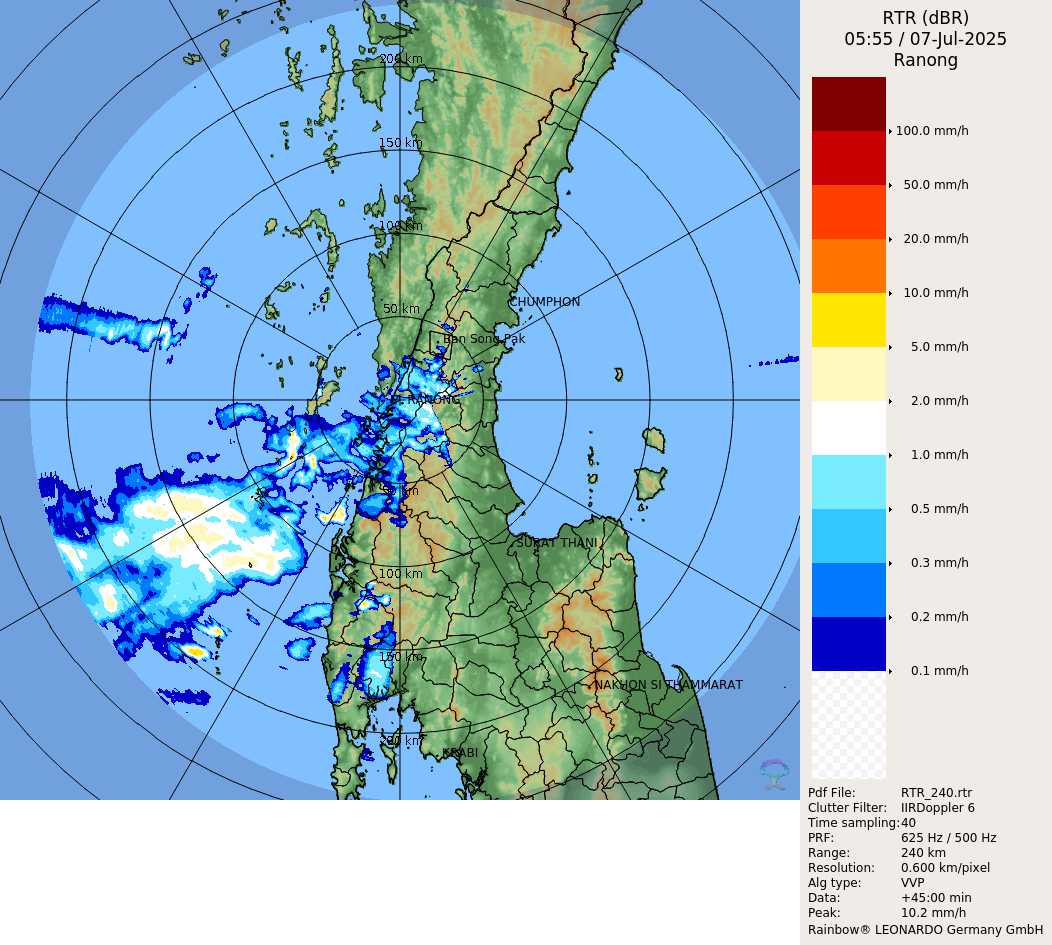 RTR (dBR)
05:55 / 07-Jul-2025
Ranong
100.0 mm/h
50.0 mm/h
20.0 mm/h
10.0 mm/h
5.0 mm/h
2.0 mm/h
1.0 mm/h
0.5 mm/h
0.3 mm/h
0.2 mm/h
0.1 mm/h
200 km
150 km
100 km
50 km
CHUMPHON
Ban Song Pak
RANONG
50 km
SURAT THANI
100 km
150 km
NAKHON SI THAMMARAT
200 km
KRABI
Pdf File: RTR_240.rtr
Clutter Filter: IIRDoppler 6
Time sampling:40
PRF: 625 Hz / 500 Hz
Range: 240 km
Resolution: 0.600 km/pixel
Alg type: VVP
Data: +45:00 min
Peak: 10.2 mm/h
Rainbow® LEONARDO Germany GmbH